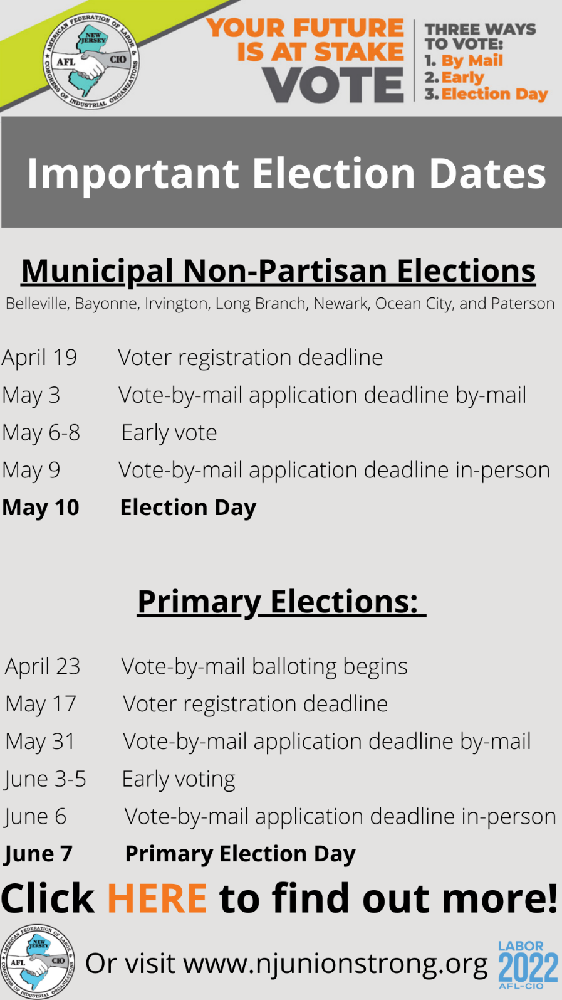 AMERICAN FEDERATION OF LABOR &
CONGRESS OF INDUSTRIAL ORGANIZATIONS
NEW
JERSEY
AFL CIO
YOUR FUTURE
IS AT STAKE
VOTE
THREE WAYS
TO VOTE:
1. By Mail
2. Early
3. Election Day
Important Election Dates
Municipal Non-Partisan Elections
Belleville, Bayonne, Irvington, Long Branch, Newark, Ocean City, and Paterson
April 19 Voter registration deadline
May 3 Vote-by-mail application deadline by-mail
May 6-8 Early vote
May 9 Vote-by-mail application deadline in-person
May 10 Election Day
Primary Elections:
April 23 Vote-by-mail balloting begins
May 17 Voter registration deadline
May 31 Vote-by-mail application deadline by-mail
June 3-5 Early voting
June 6 Vote-by-mail application deadline in-person
June 7 Primary Election Day
Click HERE to find out more!
AMERICAN FEDERATION OF LABOR &
CONGRESS OF INDUSTRIAL ORGANIZATIONS
NEW
JERSEY
AFL CIO
Or visit www.njunionstrong.org
LABOR
2022
AFL-CIO